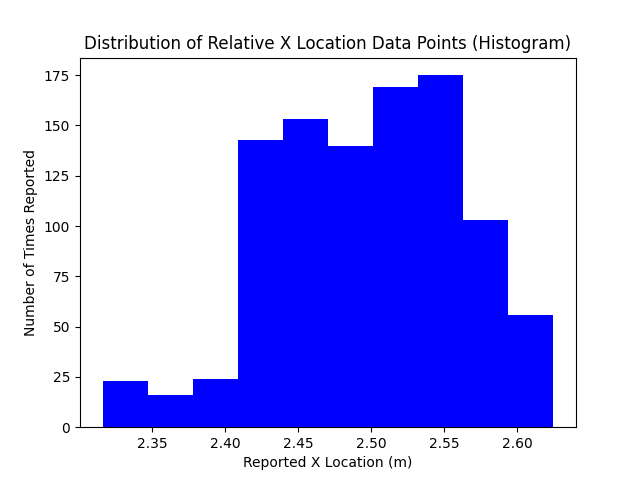 Distribution of Relative X Location Data Points (Histogram)
175
150
125
100
75
50
25
0
Number of Times Reported
2.35 2.40 2.45 2.50 2.55 2.60
Reported X Location (m)